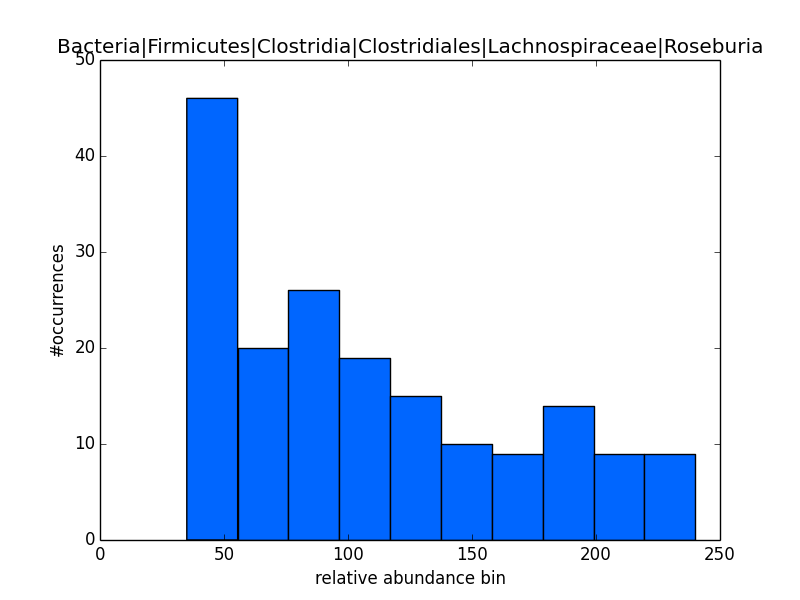 Bacteria|Firmicutes|Clostridia|Clostridiales|Lachnospiraceae|Roseburia
50
40
30
20
10
0
#occurrences
0 50 100 150 200 250
relative abundance bin